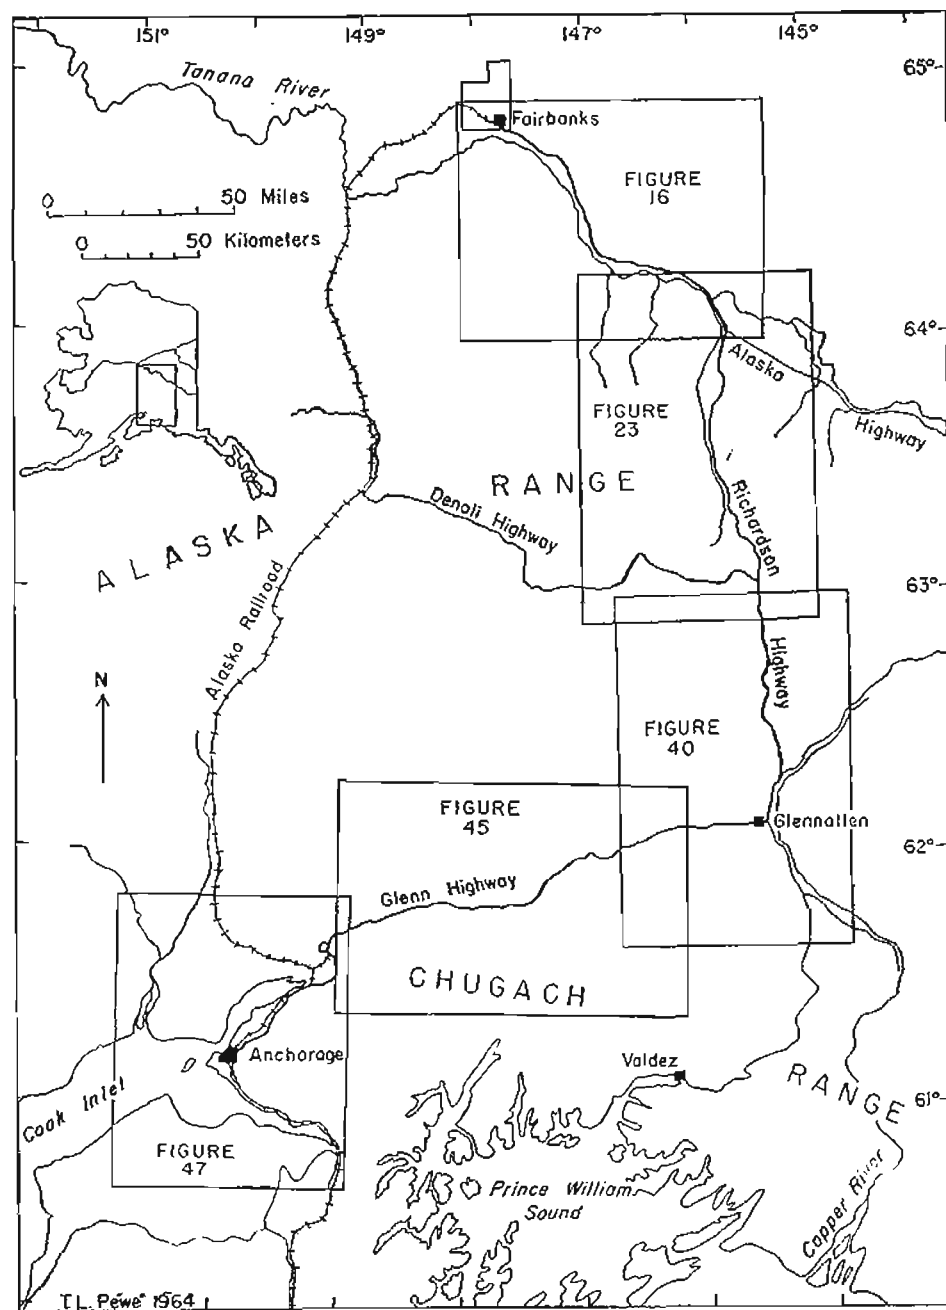 151°
149°
147°
145°
65°
Tanana River
Fairbanks
FIGURE
16
0
50 Miles
0
50 Kilometers
64°
Alaska
Highway
FIGURE
23
RANGE
Denali Highway
Richardson
Highway
ALASKA
63°
Alaska Railroad
N
FIGURE
40
FIGURE
45
Glennallen
62°
Glenn Highway
CHUGACH
Anchorage
Valdez
RANGE
61°
Cook Inlet
FIGURE
47
Prince William
Sound
Copper River
T.L. Péwé 1964